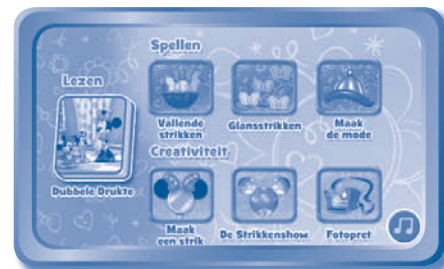 Spellen
Lezen
Vallende
strikken
Glansstrikken
Maak
de mode
Creativiteit
Dubbele Drukte
Maak
een strik
De Strikkenshow
Fotopret